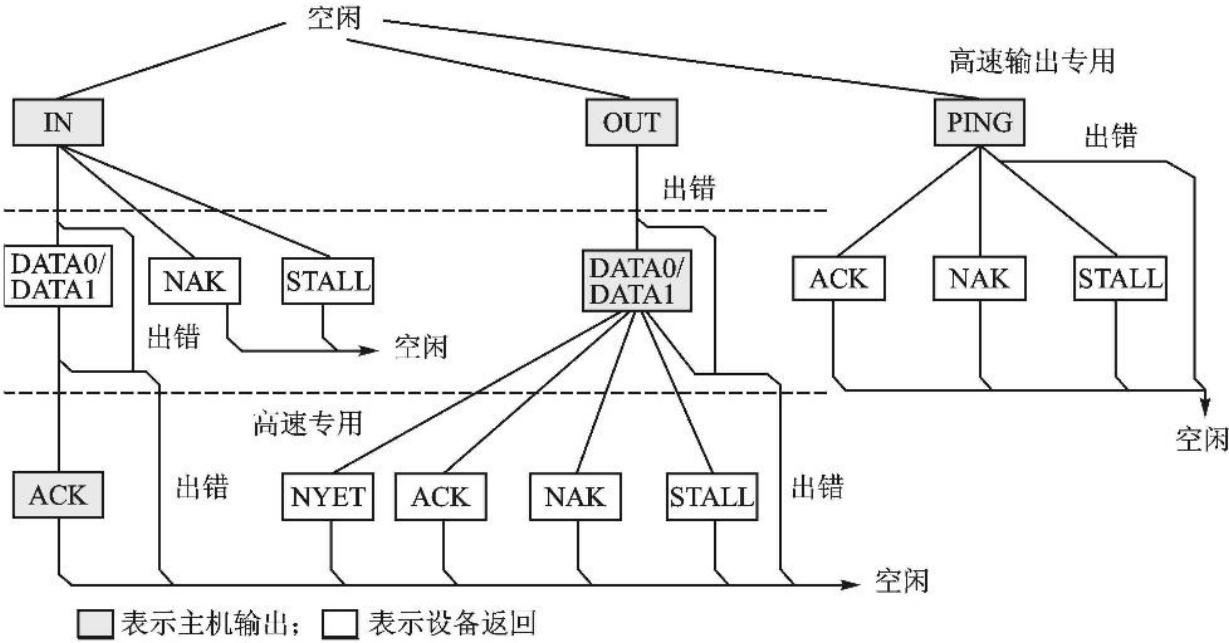 空闲
高速输出专用
IN
OUT
PING
出错
出错
DATA0/
DATA1
NAK
STALL
DATA0/
DATA1
ACK
NAK
STALL
出错
空闲
高速专用
空闲
ACK
出错
NYET
ACK
NAK
STALL
出错
空闲
表示主机输出；
表示设备返回